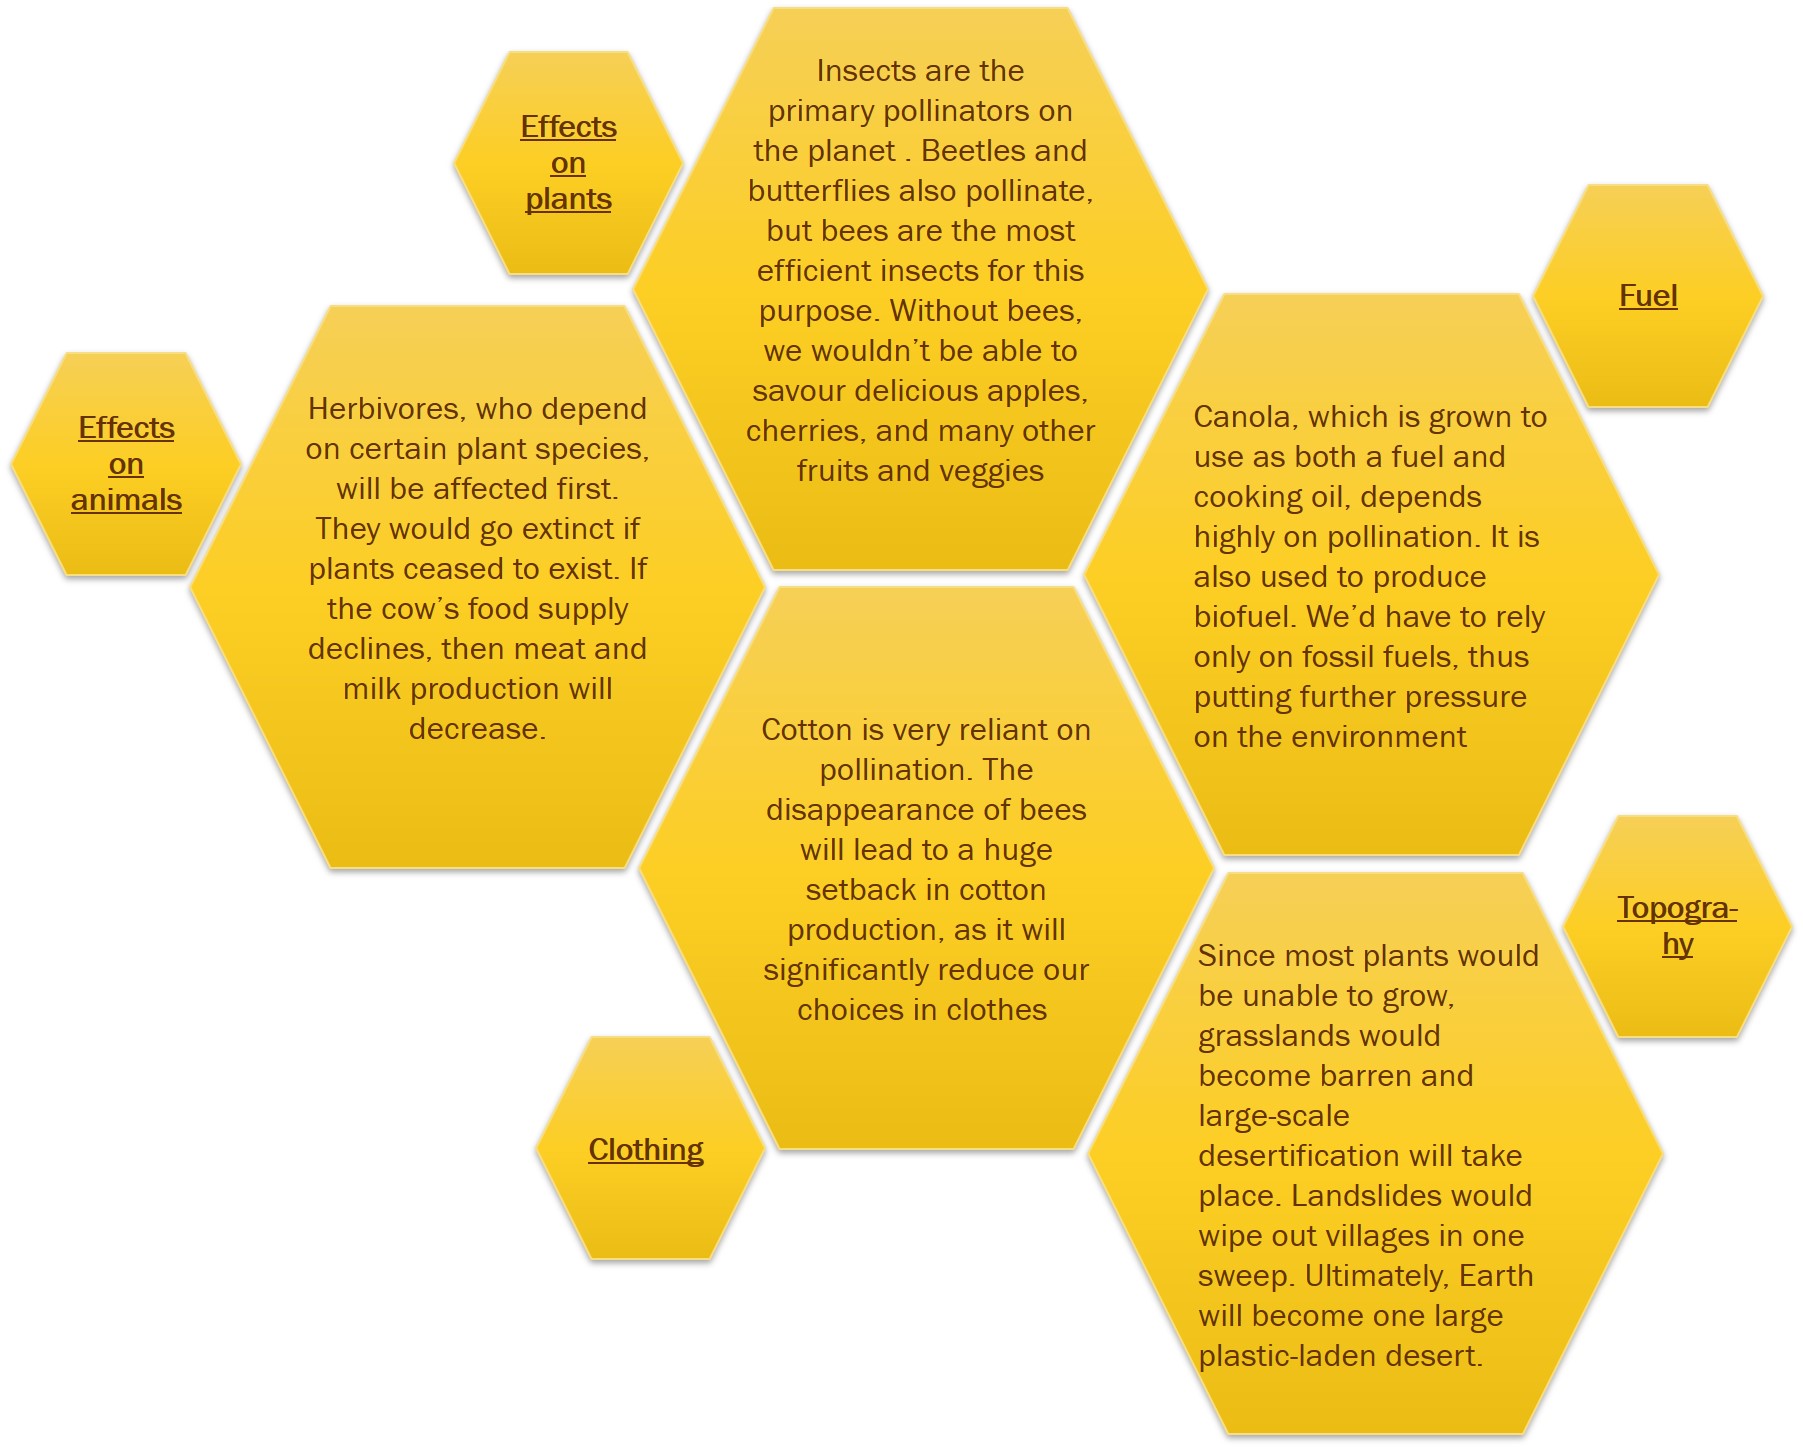 Effects
on
plants
Insects are the
primary pollinators on
the planet . Beetles and
butterflies also pollinate,
but bees are the most
efficient insects for this
purpose. Without bees,
we wouldn’t be able to
savour delicious apples,
cherries, and many other
fruits and veggies
Effects
on
animals
Herbivores, who depend
on certain plant species,
will be affected first.
They would go extinct if
plants ceased to exist. If
the cow’s food supply
declines, then meat and
milk production will
decrease.
Fuel
Canola, which is grown to
use as both a fuel and
cooking oil, depends
highly on pollination. It is
also used to produce
biofuel. We’d have to rely
only on fossil fuels, thus
putting further pressure
on the environment
Clothing
Cotton is very reliant on
pollination. The
disappearance of bees
will lead to a huge
setback in cotton
production, as it will
significantly reduce our
choices in clothes
Topogra-
hy
Since most plants would
be unable to grow,
grasslands would
become barren and
large-scale
desertification will take
place. Landslides would
wipe out villages in one
sweep. Ultimately, Earth
will become one large
plastic-laden desert.